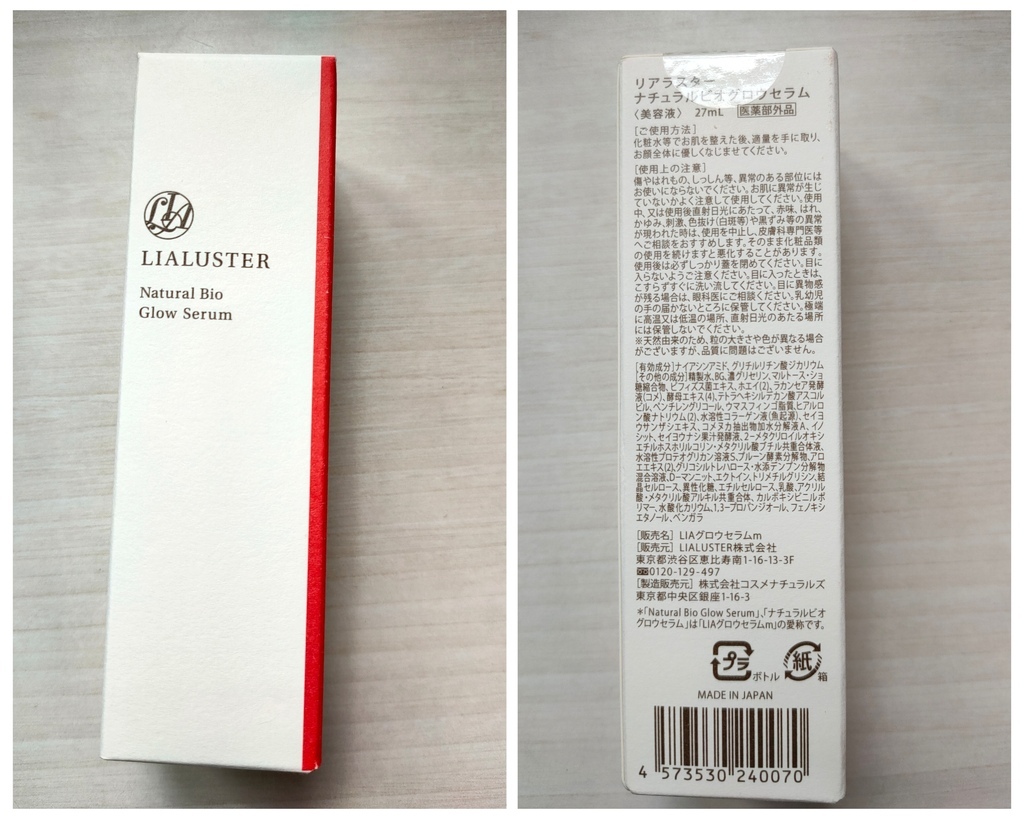 LIA
LIALUSTER
Natural Bio
Glow Serum
リアラスター
ナチュラルビオグロウセラム
〈美容液〉 27mL 医薬部外品
[ご使用方法]
化粧水等でお肌を整えた後、適量を手に取り、
お顔全体に優しくなじませてください。
[使用上の注意]
傷やはれもの、しっしん等、異常のある部位には
お使いにならないでください。お肌に異常が生じ
ていないかよく注意して使用してください。使用
中、又は使用後直射日光にあたって、赤味、はれ、
かゆみ、刺激、色抜け(白斑等)や黒ずみ等の異常
が現われた時は、使用を中止し、皮膚科専門医等
へご相談をおすすめします。そのまま化粧品類
の使用を続けますと悪化することがあります。
使用後は必ずしっかり蓋を閉めてください。目に
入らないようご注意ください。目に入ったときは、
こすらずすぐに洗い流してください。目に異物感
が残る場合は、眼科医にご相談ください。乳幼児
の手の届かないところに保管してください。極端
に高温又は低温の場所、直射日光のあたる場所
には保管しないでください。
※天然由来のため、粒の大きさや色が異なる場合
がございますが、品質に問題はございません。
[有効成分]ナイアシンアミド、グリチルリチン酸ジカリウム
[その他の成分]精製水、BG、濃グリセリン、マルトース・ショ
糖縮合物、ビフィズス菌エキス、ホエイ(2)、ラカンセア発酵
液(コメ)、酵母エキス(4)、テトラヘキシルデカン酸アスコル
ビル、ペンチレングリコール、ウマスフィンゴ脂質、ヒアルロ
ン酸ナトリウム(2)、水溶性コラーゲン液(魚起源)、セイヨ
ウサンザシエキス、コメヌカ抽出物加水分解液A、イノ
シット、セイヨウナシ果汁発酵液、2-メタクリロイルオキシ
エチルホスホリルコリン・メタクリル酸ブチル共重合体液、
水溶性プロテオグリカン溶液S、プルーン酵素分解物、アロ
エエキス(2)、グリコシルトレハロース・水添デンプン分解物
混合溶液、D-マンニット、エクトイン、トリメチルグリシン、結
晶セルロース、異性化糖、エチルセルロース、乳酸、アクリル
酸・メタクリル酸アルキル共重合体、カルボキシビニルポ
リマー、水酸化カリウム、1,3-プロパンジオール、フェノキシ
エタノール、ベンガラ
[販売名] LIAグロウセラムm
[販売元] LIALUSTER株式会社
東京都渋谷区恵比寿南1-16-13-3F
0120-129-497
[製造販売元] 株式会社コスメナチュラルズ
東京都中央区銀座1-16-3
*「Natural Bio Glow Serum」、「ナチュラルビオ
グロウセラム」は「LIAグロウセラムm」の愛称です。
プラ ボトル 紙 箱
MADE IN JAPAN
4 573530 240070